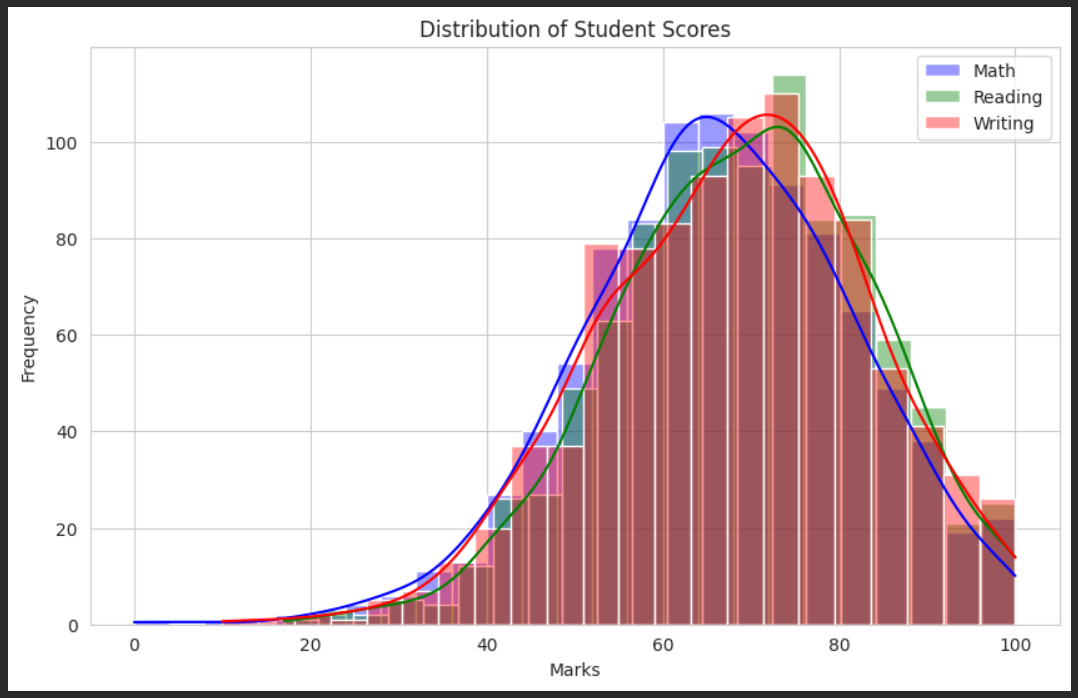 Distribution of Student Scores
Math
Reading
Writing
Frequency
100
80
60
40
20
0
0 20 40 60 80 100
Marks